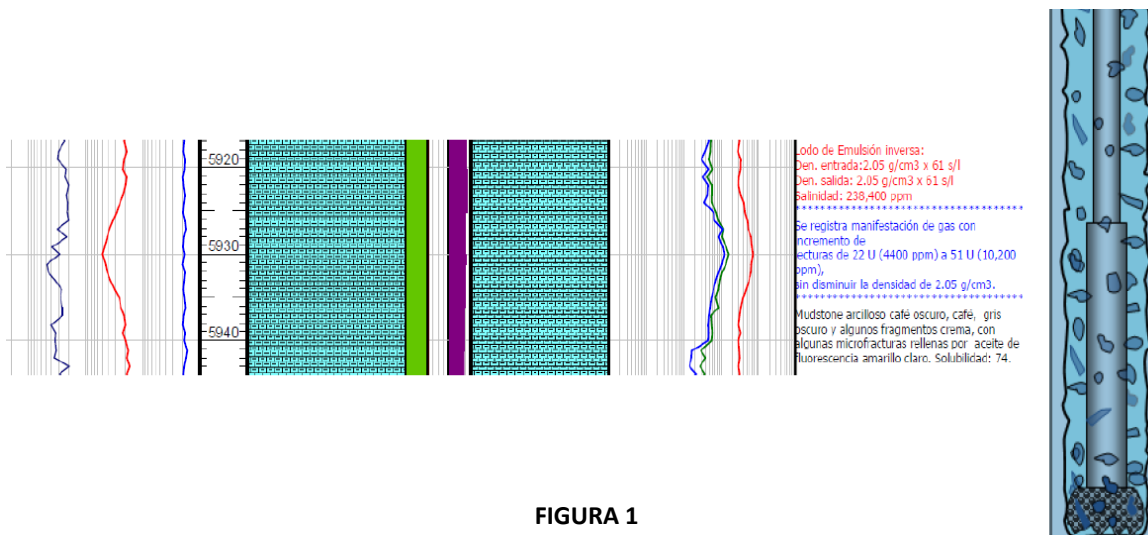 5920
5930
5940
Lodo de Emulsión inversa:
Den. entrada:2.05 g/cm3 x 61 s/l
Den. salida: 2.05 g/cm3 x 61 s/l
Salinidad: 238,400 ppm
************************************
Se registra manifestación de gas con
incremento de
lecturas de 22 U (4400 ppm) a 51 U (10,200
ppm),
sin disminuir la densidad de 2.05 g/cm3.
************************************
Mudstone arcilloso café oscuro, café, gris
oscuro y algunos fragmentos crema, con
algunas microfracturas rellenas por aceite de
fluorescencia amarillo claro. Solubilidad: 74.
FIGURA 1